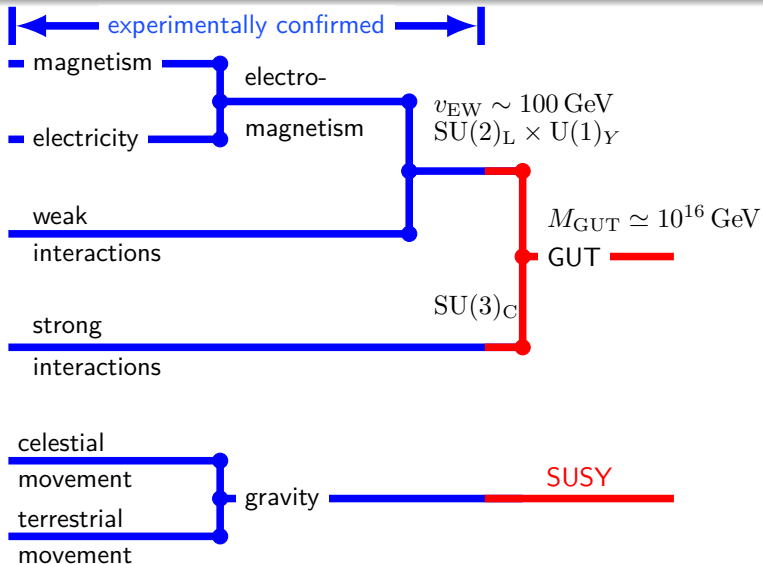 experimentally confirmed
magnetism
electro-
magnetism
electricity
v_EW ∼ 100 GeV
SU(2)_L × U(1)_Y
weak
interactions
M_GUT ≃ 10^16 GeV
GUT
SU(3)_C
strong
interactions
celestial
movement
gravity
SUSY
terrestrial
movement